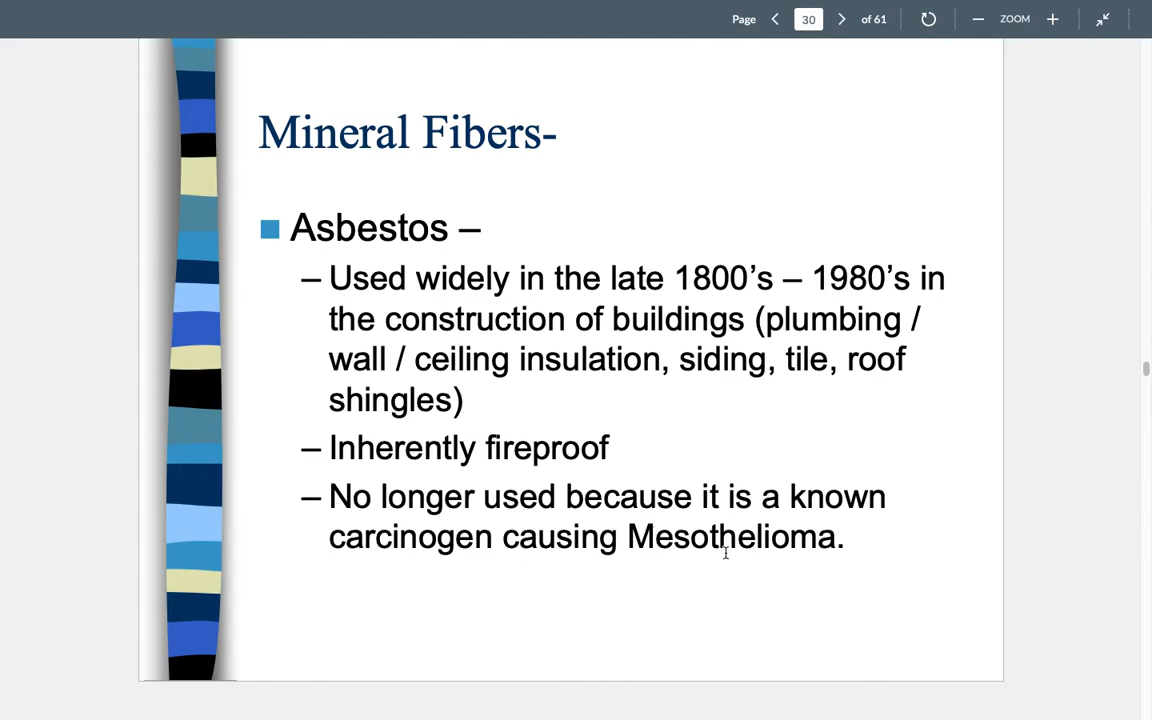 Page 30 of 61 ZOOM
Mineral Fibers-
Asbestos –
– Used widely in the late 1800’s – 1980’s in
the construction of buildings (plumbing /
wall / ceiling insulation, siding, tile, roof
shingles)
– Inherently fireproof
– No longer used because it is a known
carcinogen causing Mesothelioma.